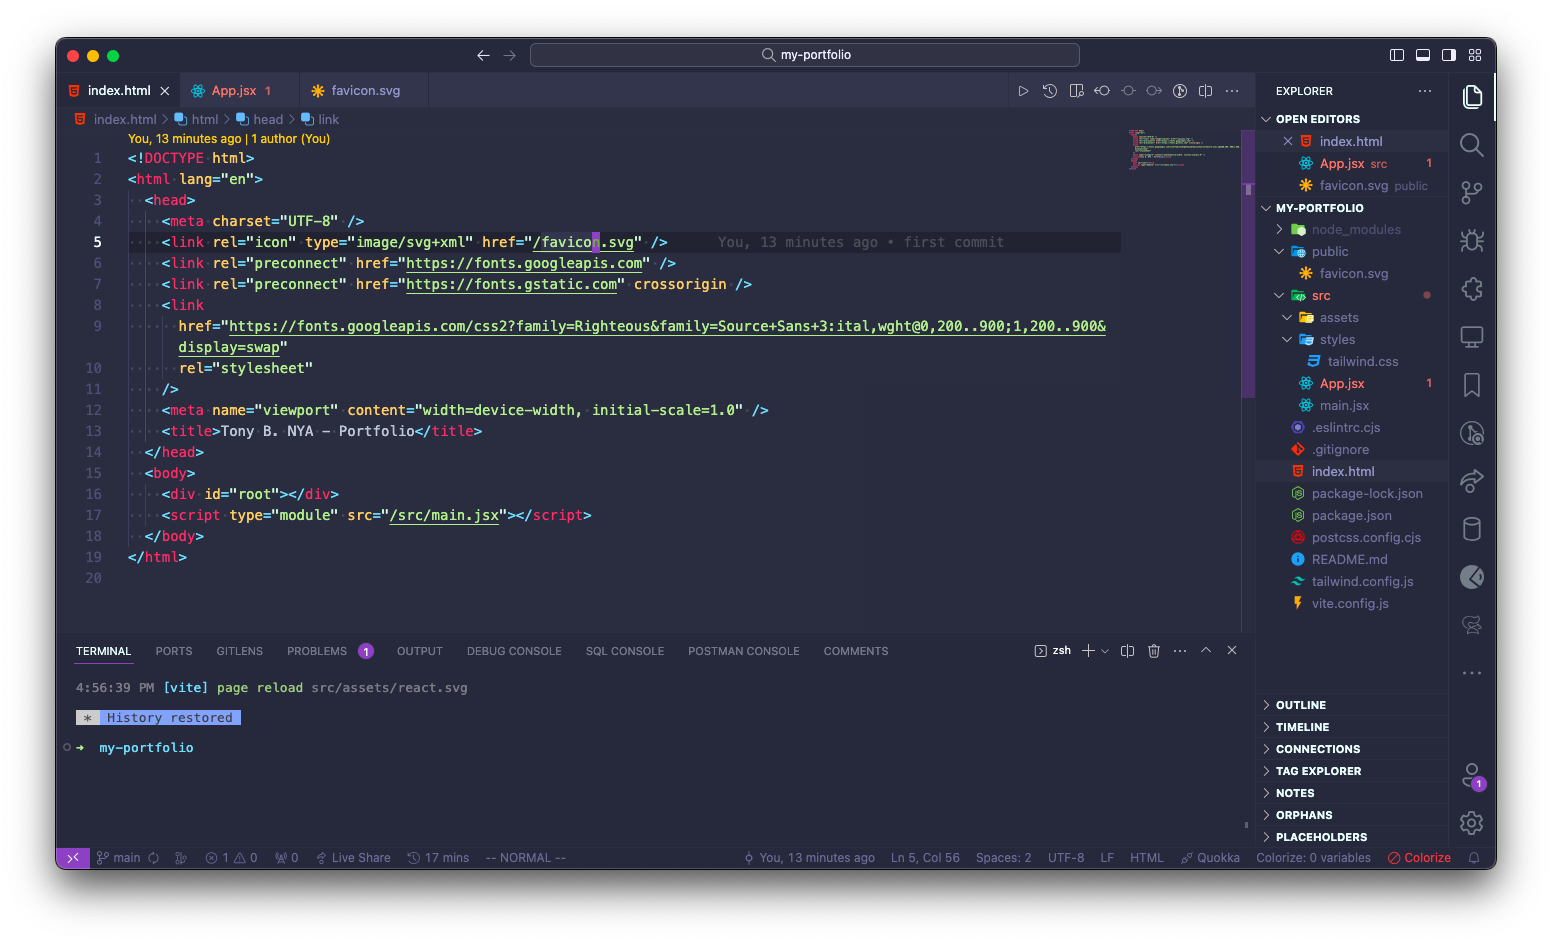 my-portfolio
index.html
App.jsx 1
favicon.svg
index.html > html > head > link
You, 13 minutes ago | 1 author (You)
1 <!DOCTYPE html>
2 <html lang="en">
3 <head>
4 <meta charset="UTF-8" />
5 <link rel="icon" type="image/svg+xml" href="/favicon.svg" /> You, 13 minutes ago • first commit
6 <link rel="preconnect" href="https://fonts.googleapis.com" />
7 <link rel="preconnect" href="https://fonts.gstatic.com" crossorigin />
8 <link
9 href="https://fonts.googleapis.com/css2?family=Righteous&family=Source+Sans+3:ital,wght@0,200..900;1,200..900&
display=swap"
10 rel="stylesheet"
11 />
12 <meta name="viewport" content="width=device-width, initial-scale=1.0" />
13 <title>Tony B. NYA - Portfolio</title>
14 </head>
15 <body>
16 <div id="root"></div>
17 <script type="module" src="/src/main.jsx"></script>
18 </body>
19 </html>
20
EXPLORER
OPEN EDITORS
index.html
App.jsx src 1
favicon.svg public
MY-PORTFOLIO
node_modules
public
favicon.svg
src
assets
styles
tailwind.css
App.jsx 1
main.jsx
.eslintrc.cjs
.gitignore
index.html
package-lock.json
package.json
postcss.config.cjs
README.md
tailwind.config.js
vite.config.js
OUTLINE
TIMELINE
CONNECTIONS
TAG EXPLORER
NOTES
ORPHANS
PLACEHOLDERS
1
TERMINAL PORTS GITLENS PROBLEMS 1 OUTPUT DEBUG CONSOLE SQL CONSOLE POSTMAN CONSOLE COMMENTS
zsh
4:56:39 PM [vite] page reload src/assets/react.svg
* History restored
→ my-portfolio
main 1 0 0 Live Share 17 mins -- NORMAL -- You, 13 minutes ago Ln 5, Col 56 Spaces: 2 UTF-8 LF HTML Quokka Colorize: 0 variables Colorize